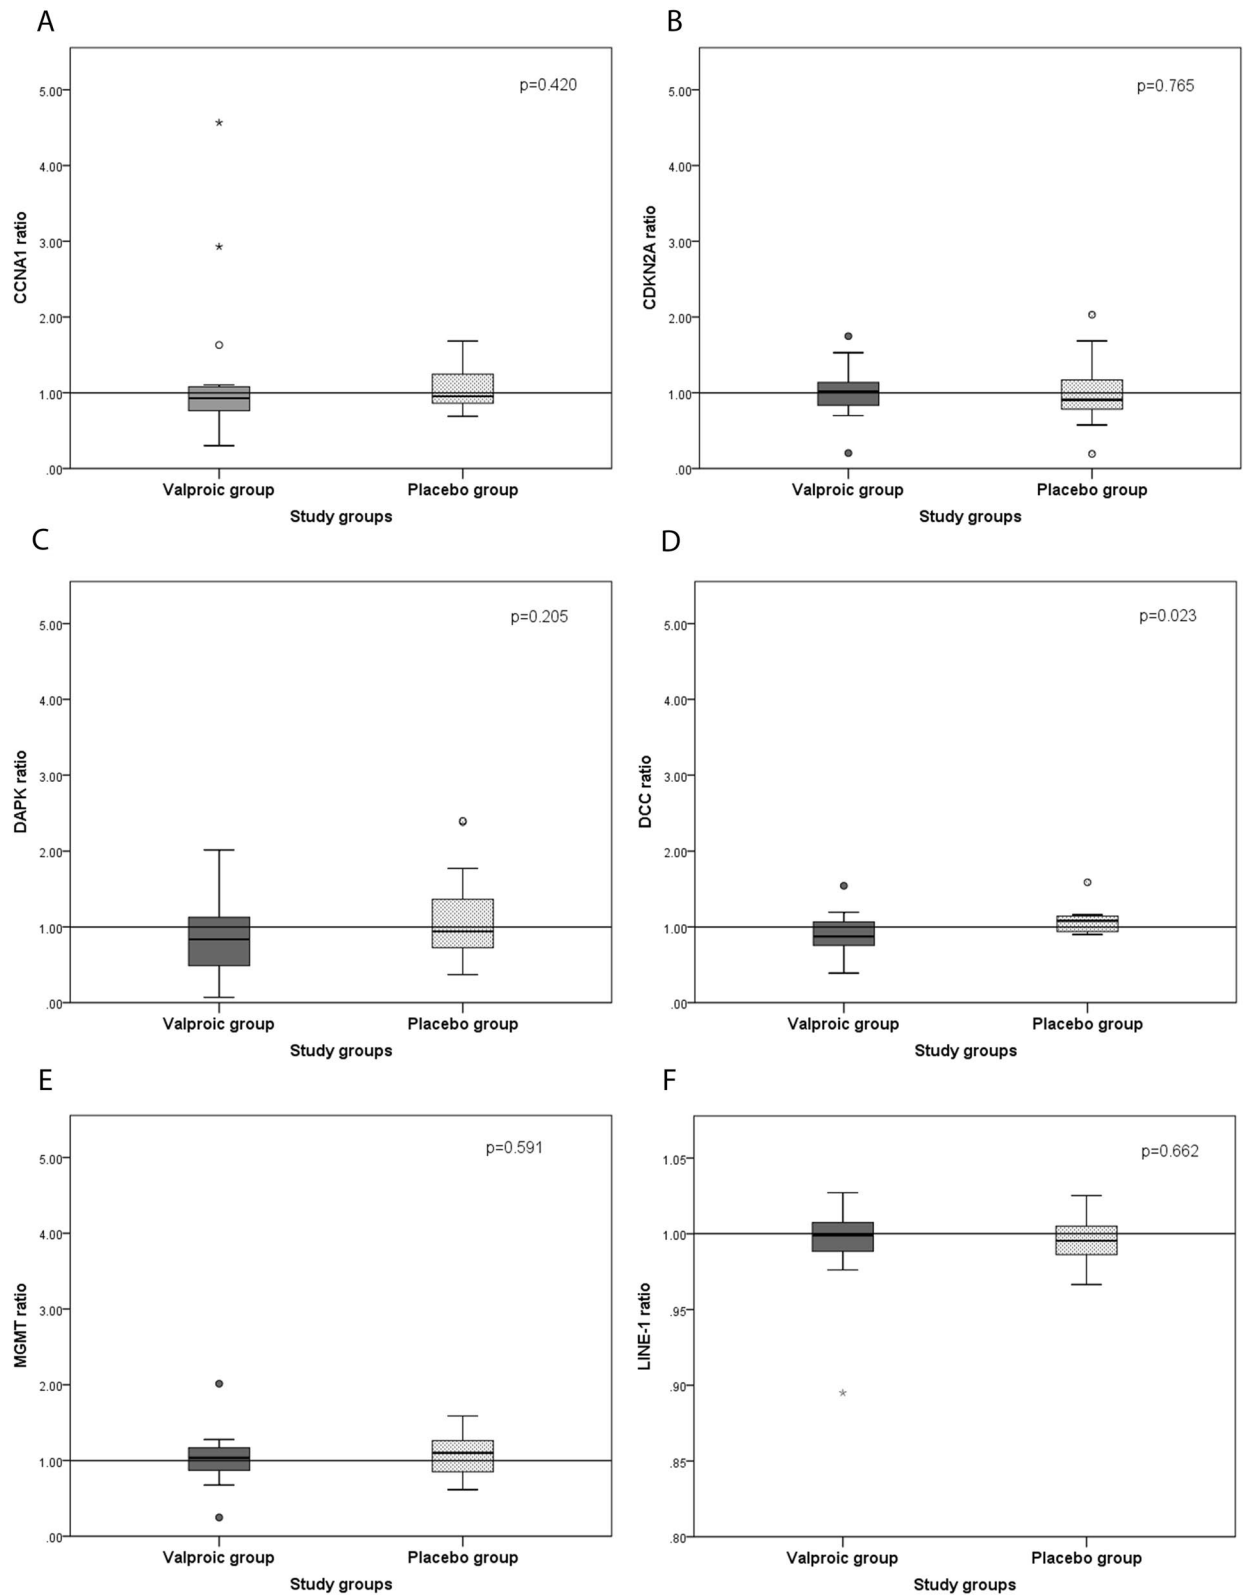 A
CCNA1 ratio
5.00
4.00
3.00
2.00
1.00
.00
p=0.420
Valproic group Placebo group
Study groups
B
CDKN2A ratio
5.00
4.00
3.00
2.00
1.00
.00
p=0.765
Valproic group Placebo group
Study groups
C
DAPK ratio
5.00
4.00
3.00
2.00
1.00
.00
p=0.205
Valproic group Placebo group
Study groups
D
DCC ratio
5.00
4.00
3.00
2.00
1.00
.00
p=0.023
Valproic group Placebo group
Study groups
E
MGMT ratio
5.00
4.00
3.00
2.00
1.00
.00
p=0.591
Valproic group Placebo group
Study groups
F
LINE-1 ratio
1.05
1.00
.95
.90
.85
.80
p=0.662
Valproic group Placebo group
Study groups